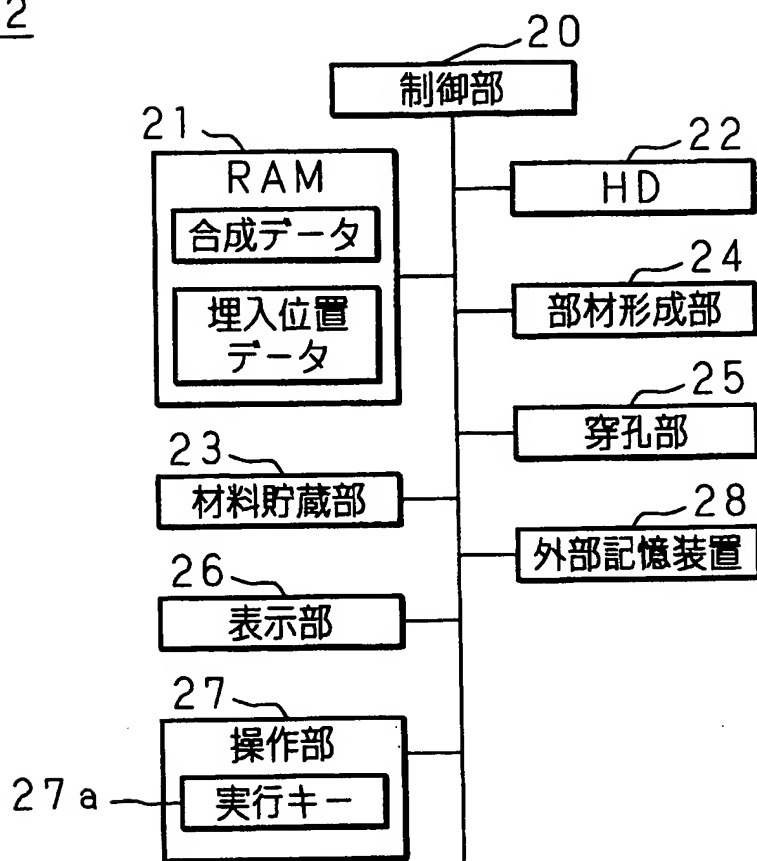 2
20
制御部
21
RAM
合成データ
埋入位置
データ
22
HD
24
部材形成部
25
穿孔部
23
材料貯蔵部
28
外部記憶装置
26
表示部
27
操作部
27a
実行キー